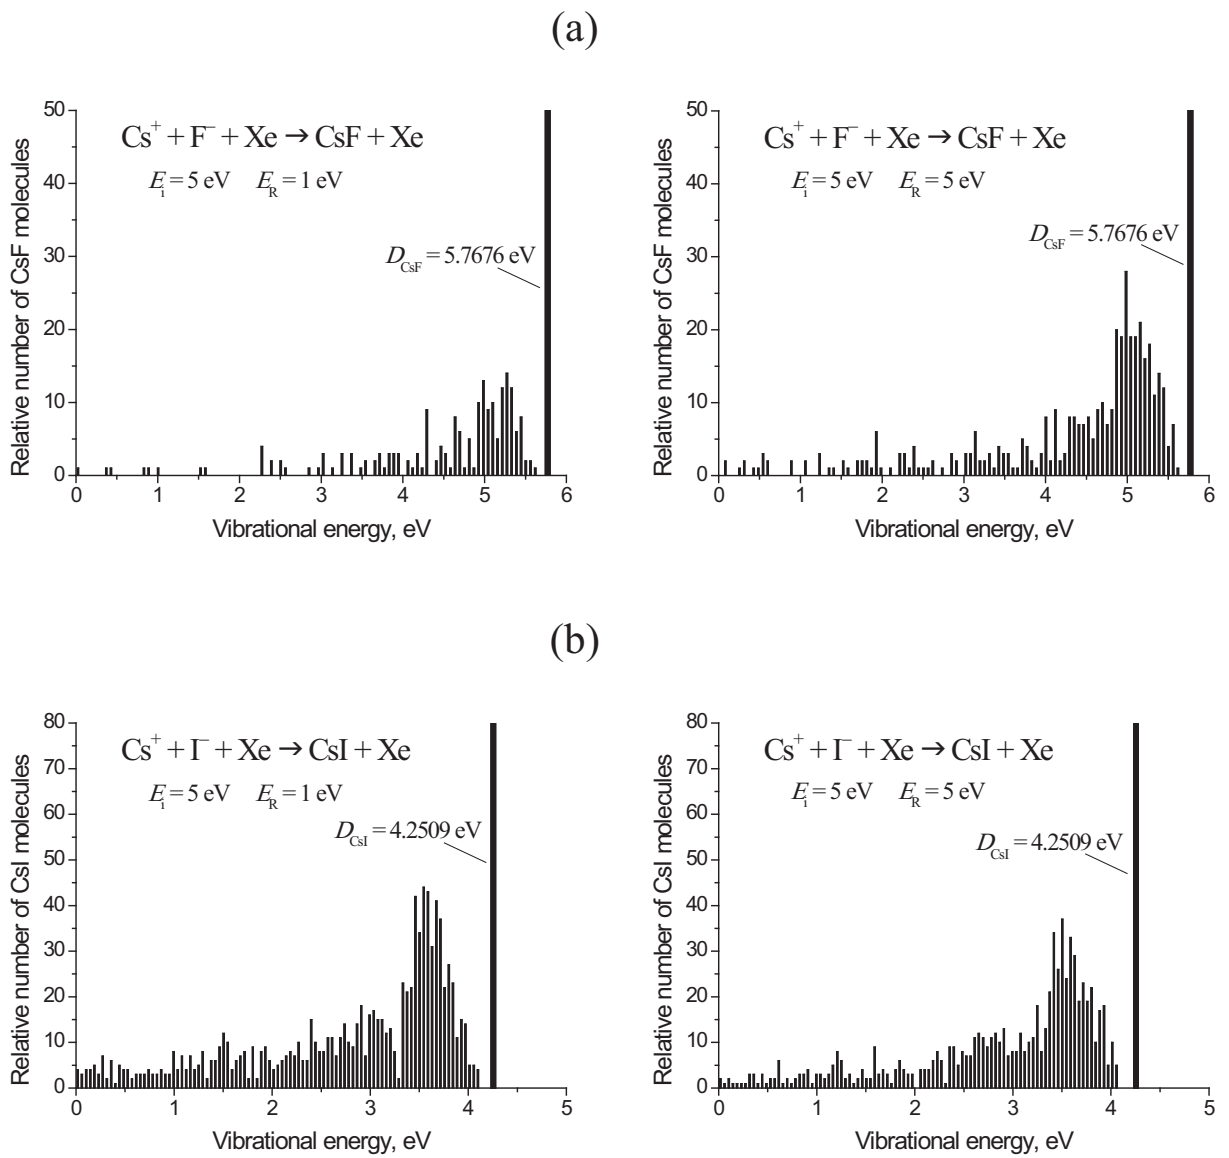 (a)
Relative number of CsF molecules
50
40
30
20
10
0
Cs⁺ + F⁻ + Xe → CsF + Xe
Eᵢ = 5 eV E_R = 1 eV
D_CsF = 5.7676 eV
0 1 2 3 4 5 6
Vibrational energy, eV
Relative number of CsF molecules
50
40
30
20
10
0
Cs⁺ + F⁻ + Xe → CsF + Xe
Eᵢ = 5 eV E_R = 5 eV
D_CsF = 5.7676 eV
0 1 2 3 4 5 6
Vibrational energy, eV
(b)
Relative number of CsI molecules
80
70
60
50
40
30
20
10
0
Cs⁺ + I⁻ + Xe → CsI + Xe
Eᵢ = 5 eV E_R = 1 eV
D_CsI = 4.2509 eV
0 1 2 3 4 5
Vibrational energy, eV
Relative number of CsI molecules
80
70
60
50
40
30
20
10
0
Cs⁺ + I⁻ + Xe → CsI + Xe
Eᵢ = 5 eV E_R = 5 eV
D_CsI = 4.2509 eV
0 1 2 3 4 5
Vibrational energy, eV